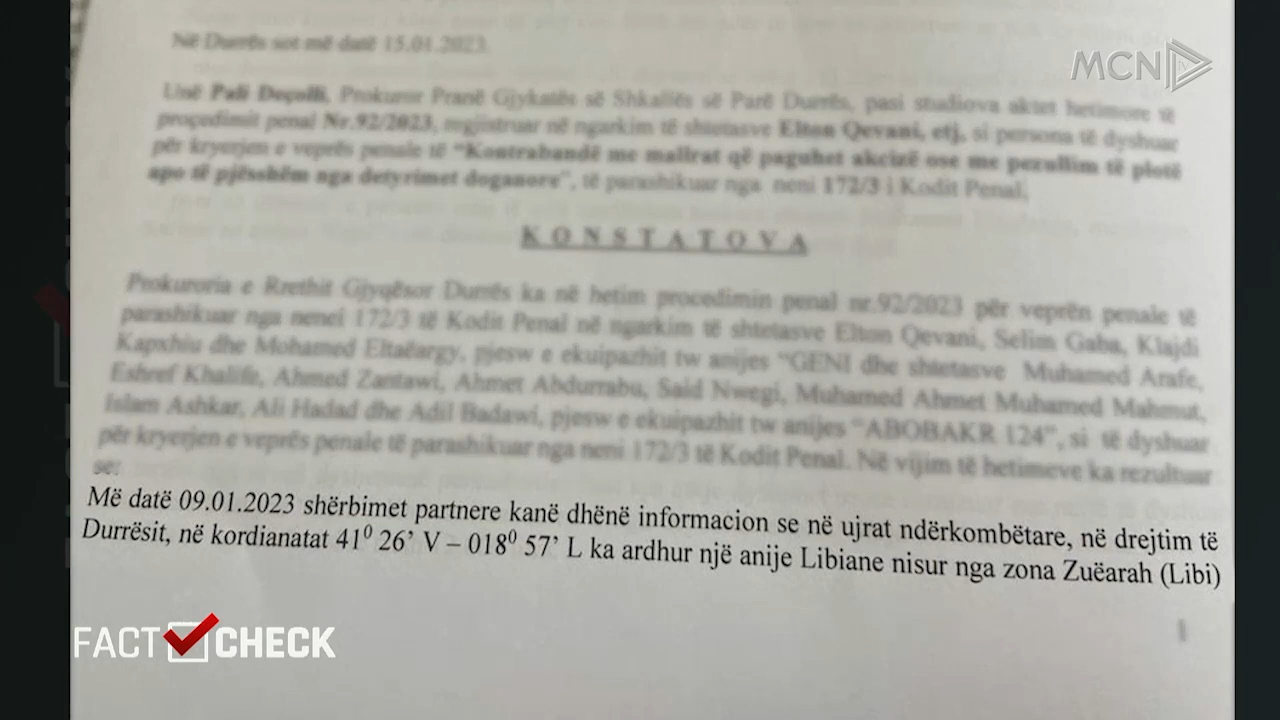 MCN
TV
Në Durrës sot më datë 15.01.2023.
Unë Pali Deçolli, Prokuror Pranë Gjykatës së Shkallës së Parë Durrës, pasi studiova aktet hetimore të
proçedimit penal Nr.92/2023, regjistruar në ngarkim të shtetasve Elton Qevani, etj, si persona të dyshuar
për kryerjen e veprës penale të “Kontrabandë me mallrat që paguhet akcizë ose me pezullim të plotë
apo të pjësshëm nga detyrimet doganore”, të parashikuar nga neni 172/3 i Kodit Penal,
K O N S T A T O V A
Prokuroria e Rrethit Gjyqësor Durrës ka në hetim procedimin penal nr.92/2023 për veprën penale të
parashikuar nga nenei 172/3 të Kodit Penal në ngarkim të shtetasve Elton Qevani, Selim Gaba, Klajdi
Kapxhiu dhe Mohamed Eltaëargy, pjesw e ekuipazhit tw anijes “GENI dhe shtetasve Muhamed Arafe,
Eshref Khalife, Ahmed Zantawi, Ahmet Abdurrabu, Said Nwegi, Muhamed Ahmet Muhamed Mahmut,
Islam Ashkar, Ali Hadad dhe Adil Badawi, pjesw e ekuipazhit tw anijes “ABOBAKR 124”, si të dyshuar
për kryerjen e veprës penale të parashikuar nga neni 172/3 të Kodit Penal. Në vijim të hetimeve ka rezultuar
se:
Më datë 09.01.2023 shërbimet partnere kanë dhënë informacion se në ujrat ndërkombëtare, në drejtim të
Durrësit, në kordianatat 41⁰ 26’ V – 018⁰ 57’ L ka ardhur një anije Libiane nisur nga zona Zuëarah (Libi)
FACT CHECK